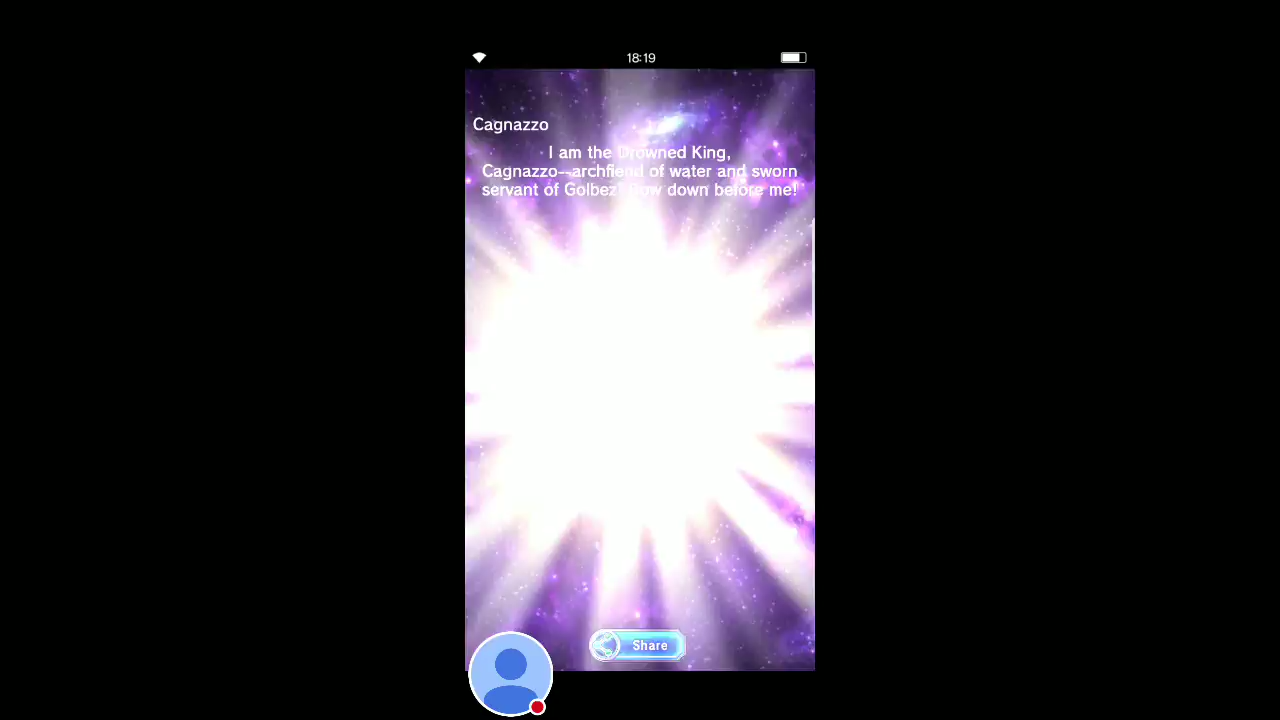 18:19
Cagnazzo
I am the Drowned King,
Cagnazzo--archfiend of water and sworn
servant of Golbez! Bow down before me!
Share